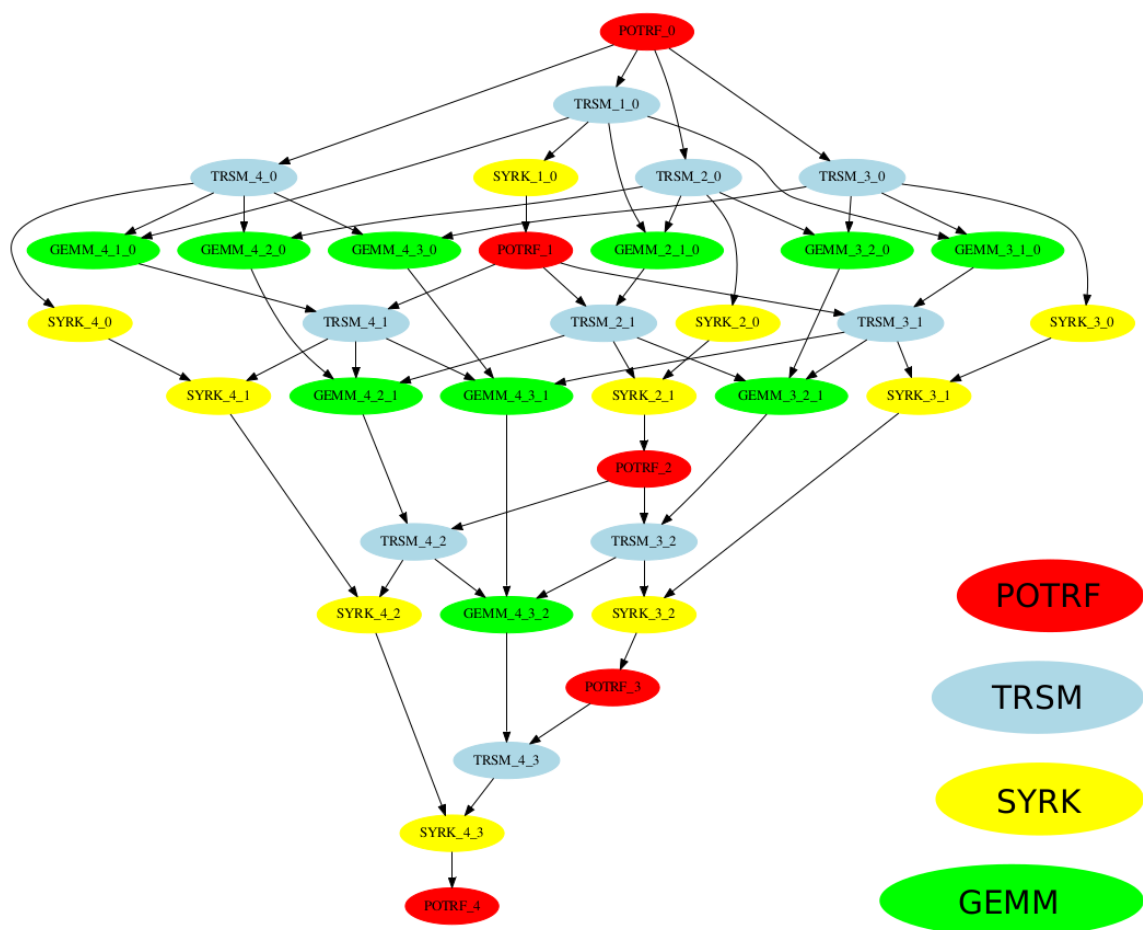 POTRF_0
TRSM_1_0
TRSM_4_0
SYRK_1_0
TRSM_2_0
TRSM_3_0
GEMM_4_1_0
GEMM_4_2_0
GEMM_4_3_0
POTRF_1
GEMM_2_1_0
GEMM_3_2_0
GEMM_3_1_0
SYRK_4_0
TRSM_4_1
TRSM_2_1
SYRK_2_0
TRSM_3_1
SYRK_3_0
SYRK_4_1
GEMM_4_2_1
GEMM_4_3_1
SYRK_2_1
GEMM_3_2_1
SYRK_3_1
POTRF_2
TRSM_4_2
TRSM_3_2
SYRK_4_2
GEMM_4_3_2
SYRK_3_2
POTRF_3
TRSM_4_3
SYRK_4_3
POTRF_4
POTRF
TRSM
SYRK
GEMM